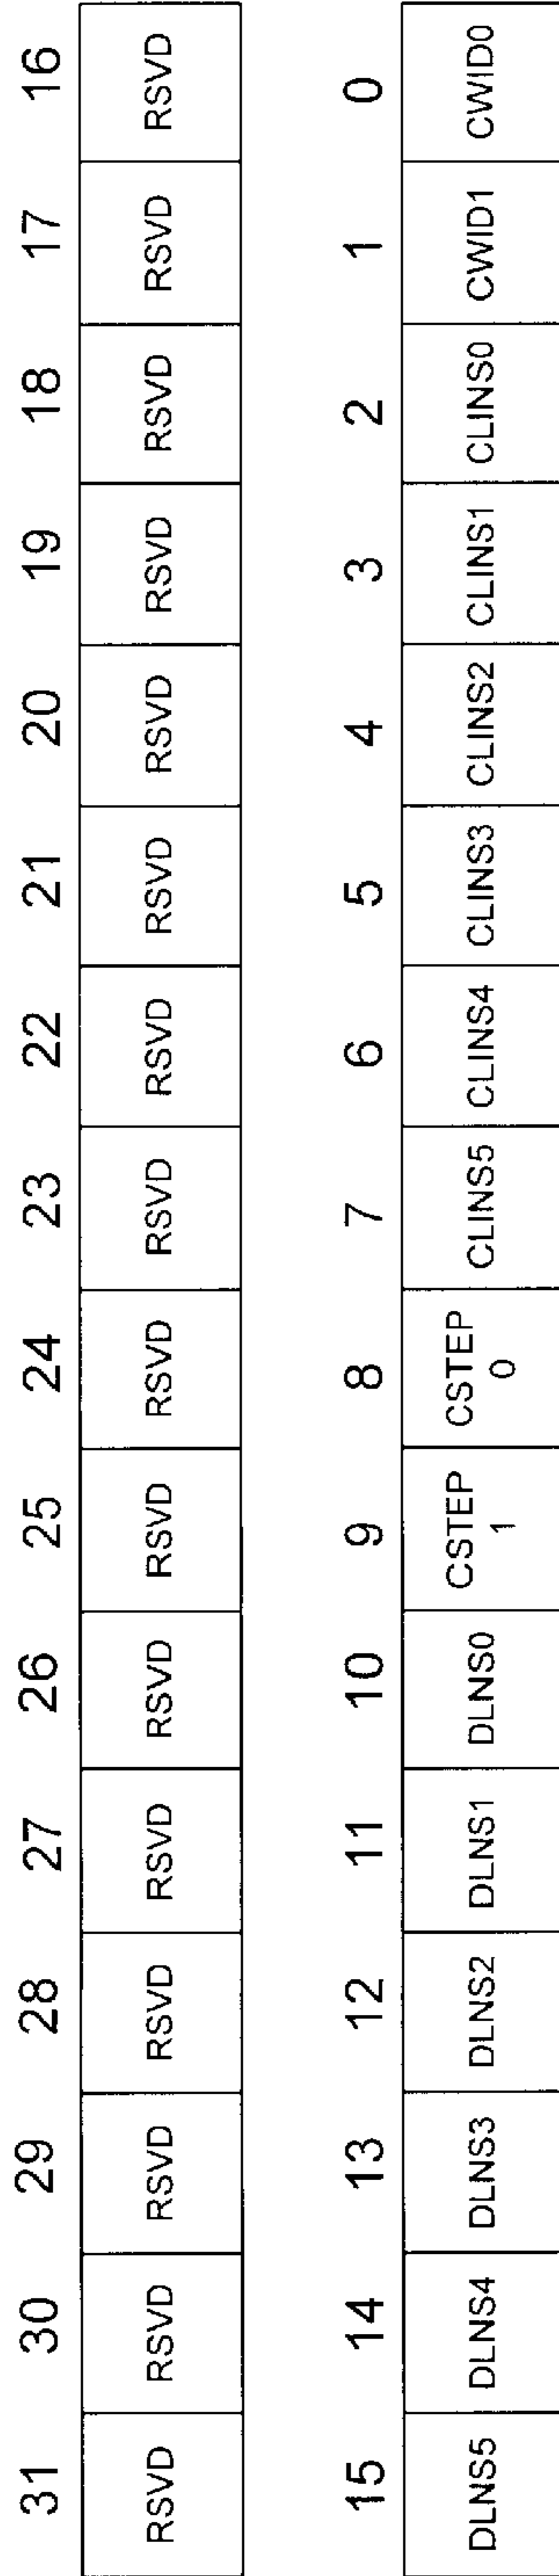 31 30 29 28 27 26 25 24 23 22 21 20 19 18 17 16
RSVD RSVD RSVD RSVD RSVD RSVD RSVD RSVD RSVD RSVD RSVD RSVD RSVD RSVD RSVD RSVD
15 14 13 12 11 10 9 8 7 6 5 4 3 2 1 0
DLNS5 DLNS4 DLNS3 DLNS2 DLNS1 DLNS0 CSTEP 1 CSTEP 0 CLINS5 CLINS4 CLINS3 CLINS2 CLINS1 CLINS0 CWID1 CWID0